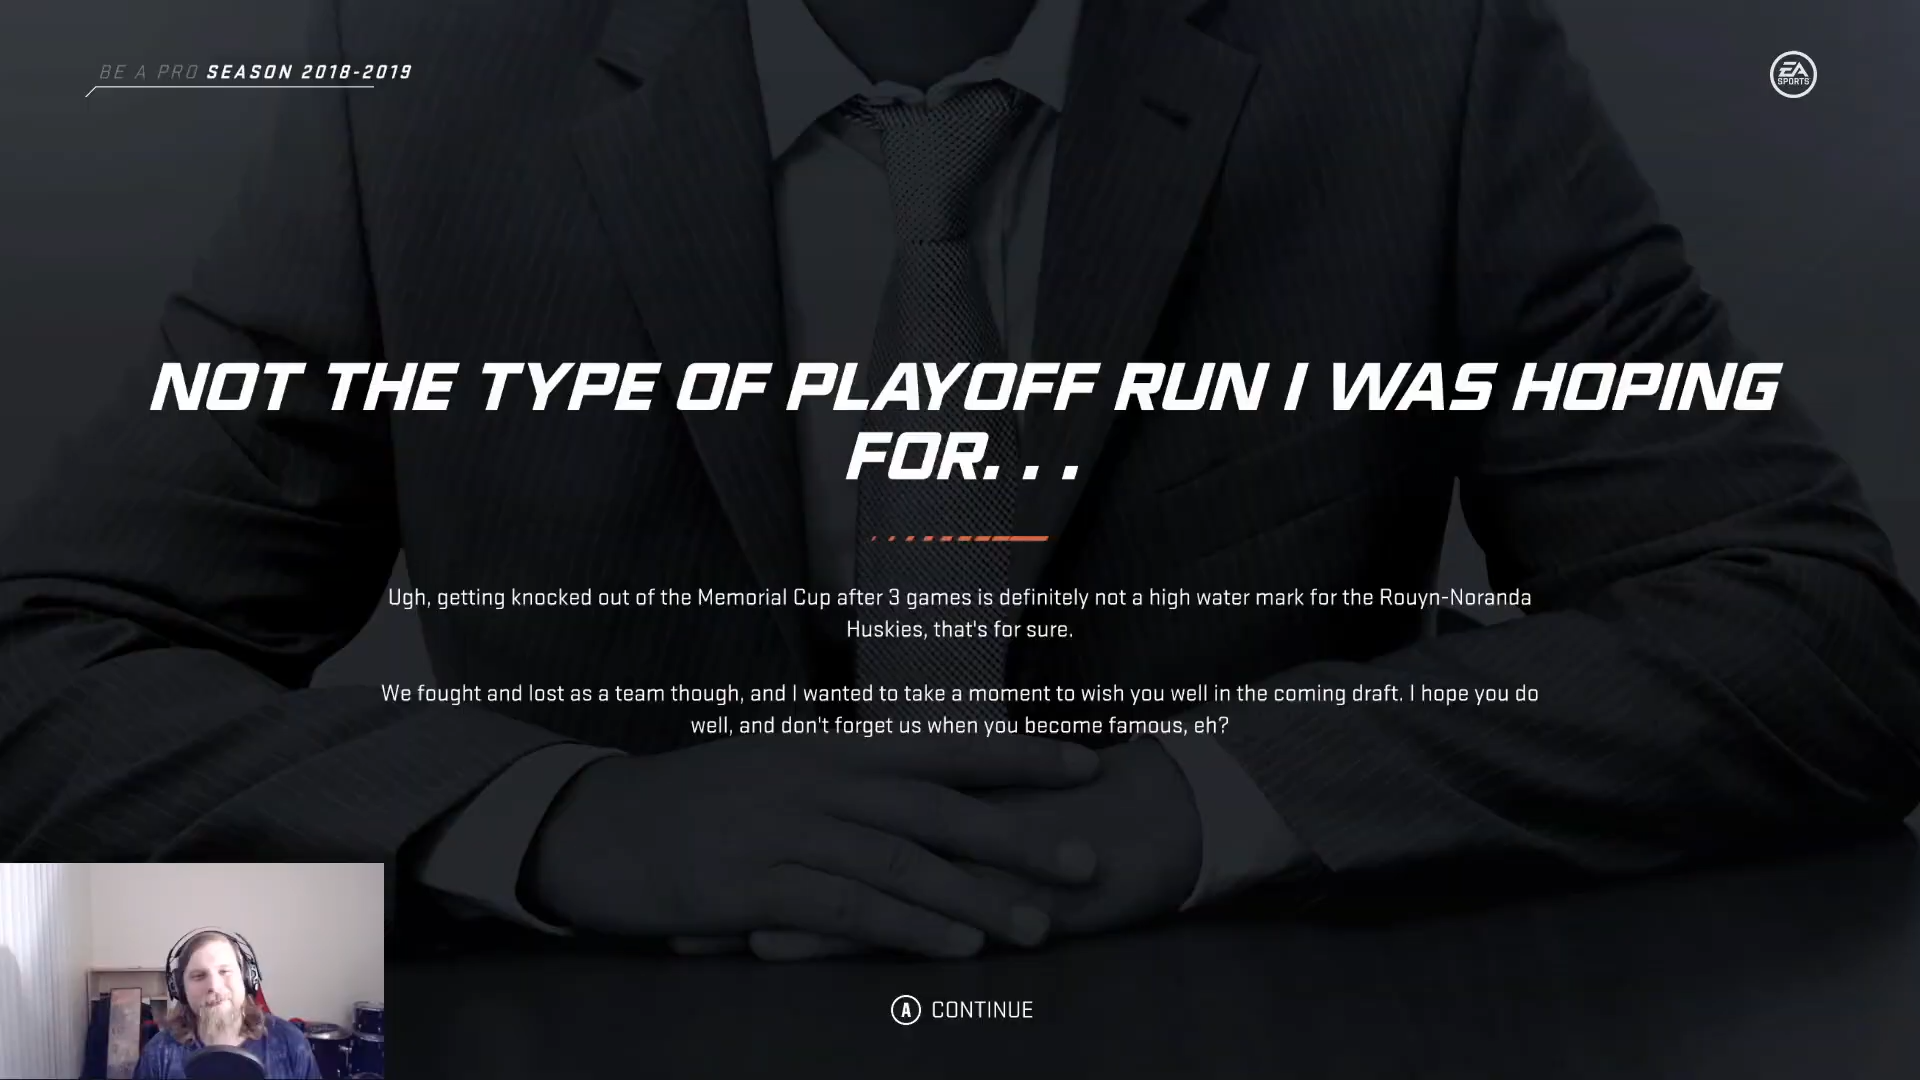 BE A PRO SEASON 2018-2019
EA
SPORTS
NOT THE TYPE OF PLAYOFF RUN I WAS HOPING
FOR. . .
Ugh, getting knocked out of the Memorial Cup after 3 games is definitely not a high water mark for the Rouyn-Noranda
Huskies, that's for sure.
We fought and lost as a team though, and I wanted to take a moment to wish you well in the coming draft. I hope you do
well, and don't forget us when you become famous, eh?
A CONTINUE